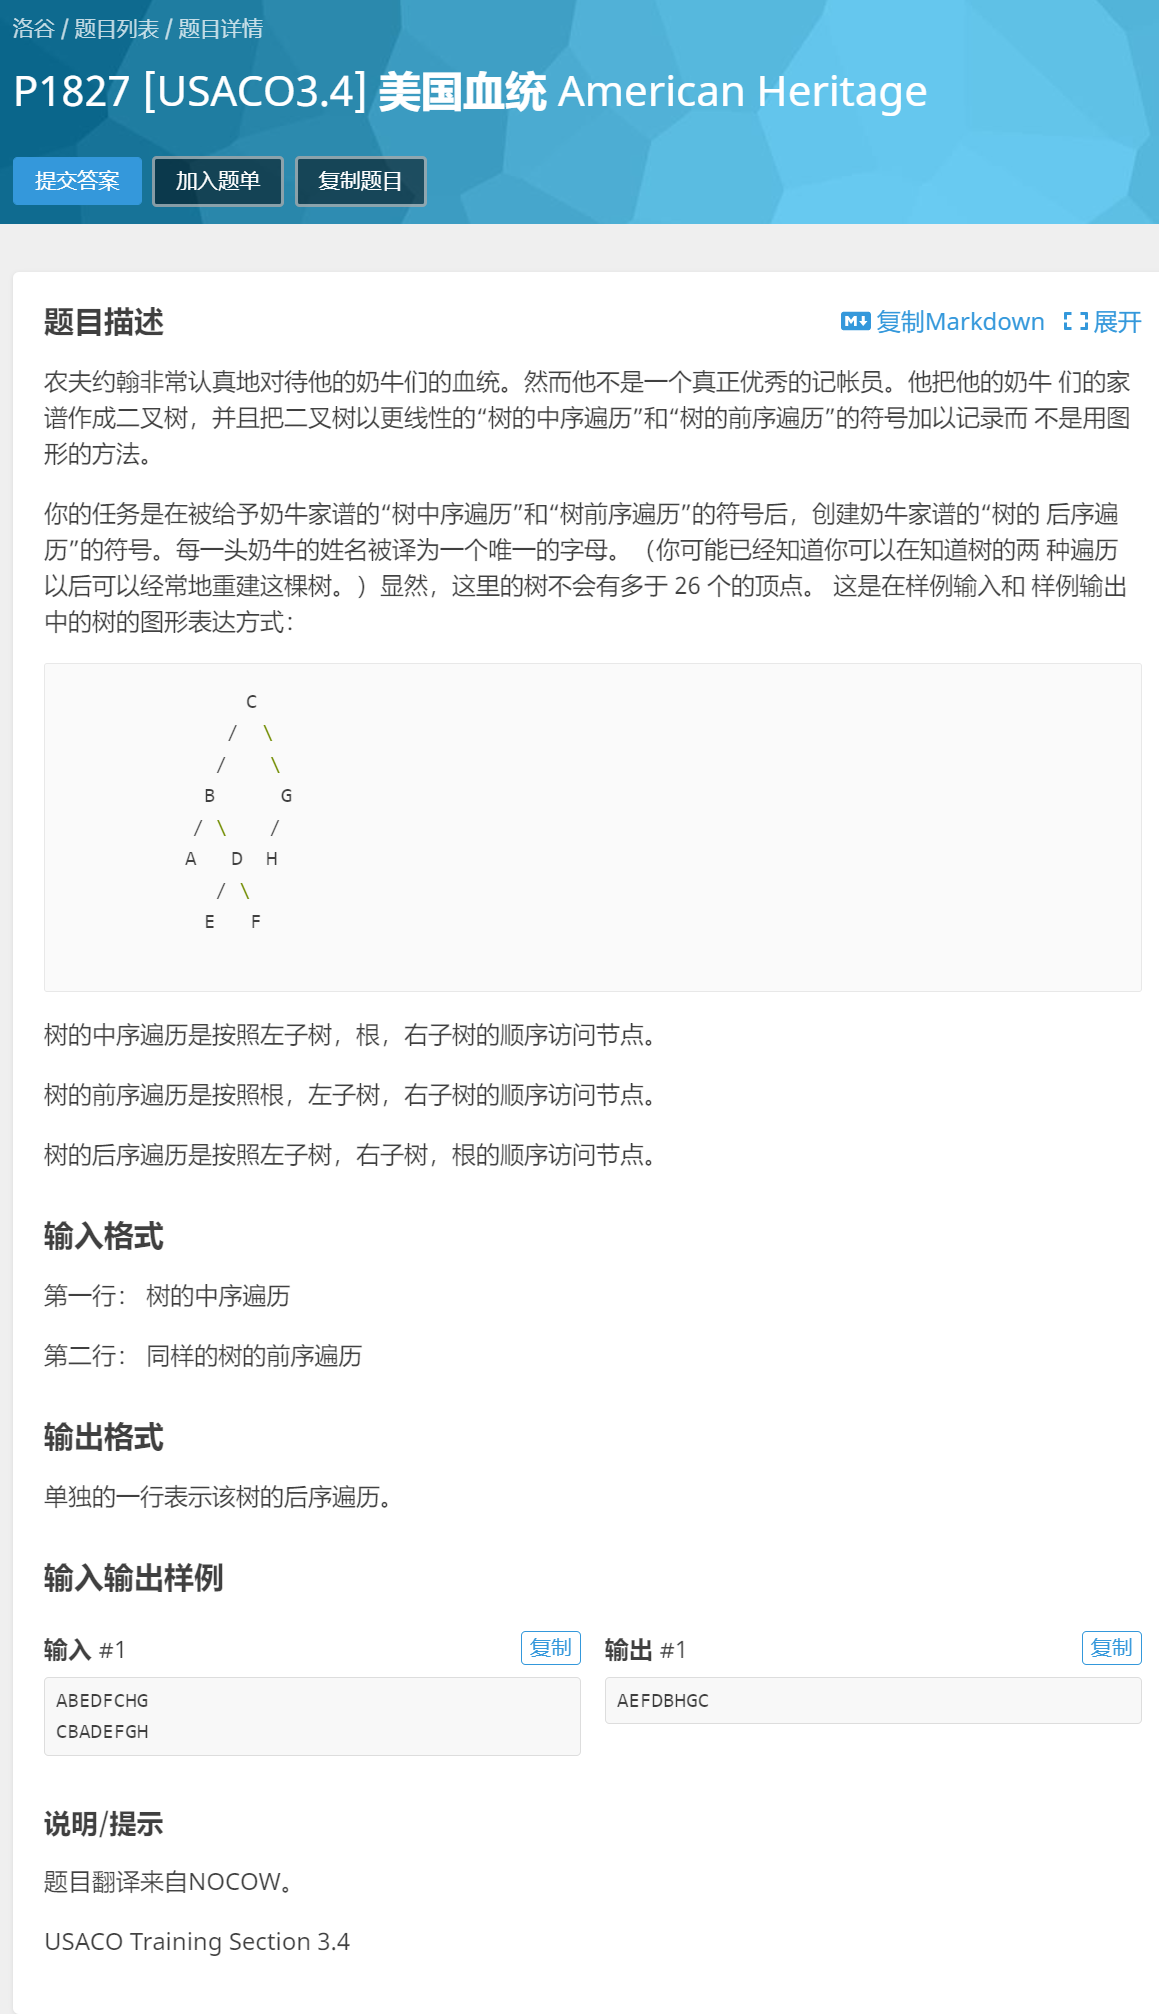 洛谷 / 题目列表 / 题目详情
P1827 [USACO3.4] 美国血统 American Heritage
提交答案 加入题单 复制题目
题目描述 复制Markdown 展开
农夫约翰非常认真地对待他的奶牛们的血统。然而他不是一个真正优秀的记帐员。他把他的奶牛 们的家
谱作成二叉树，并且把二叉树以更线性的“树的中序遍历”和“树的前序遍历”的符号加以记录而 不是用图
形的方法。
你的任务是在被给予奶牛家谱的“树中序遍历”和“树前序遍历”的符号后，创建奶牛家谱的“树的 后序遍
历”的符号。每一头奶牛的姓名被译为一个唯一的字母。（你可能已经知道你可以在知道树的两 种遍历
以后可以经常地重建这棵树。）显然，这里的树不会有多于 26 个的顶点。 这是在样例输入和 样例输出
中的树的图形表达方式：
C
/ \
/ \
B G
/ \ /
A D H
/ \
E F
树的中序遍历是按照左子树，根，右子树的顺序访问节点。
树的前序遍历是按照根，左子树，右子树的顺序访问节点。
树的后序遍历是按照左子树，右子树，根的顺序访问节点。
输入格式
第一行： 树的中序遍历
第二行： 同样的树的前序遍历
输出格式
单独的一行表示该树的后序遍历。
输入输出样例
输入 #1 复制
ABEDFCHG
CBADEFGH
输出 #1 复制
AEFDBHGC
说明/提示
题目翻译来自NOCOW。
USACO Training Section 3.4